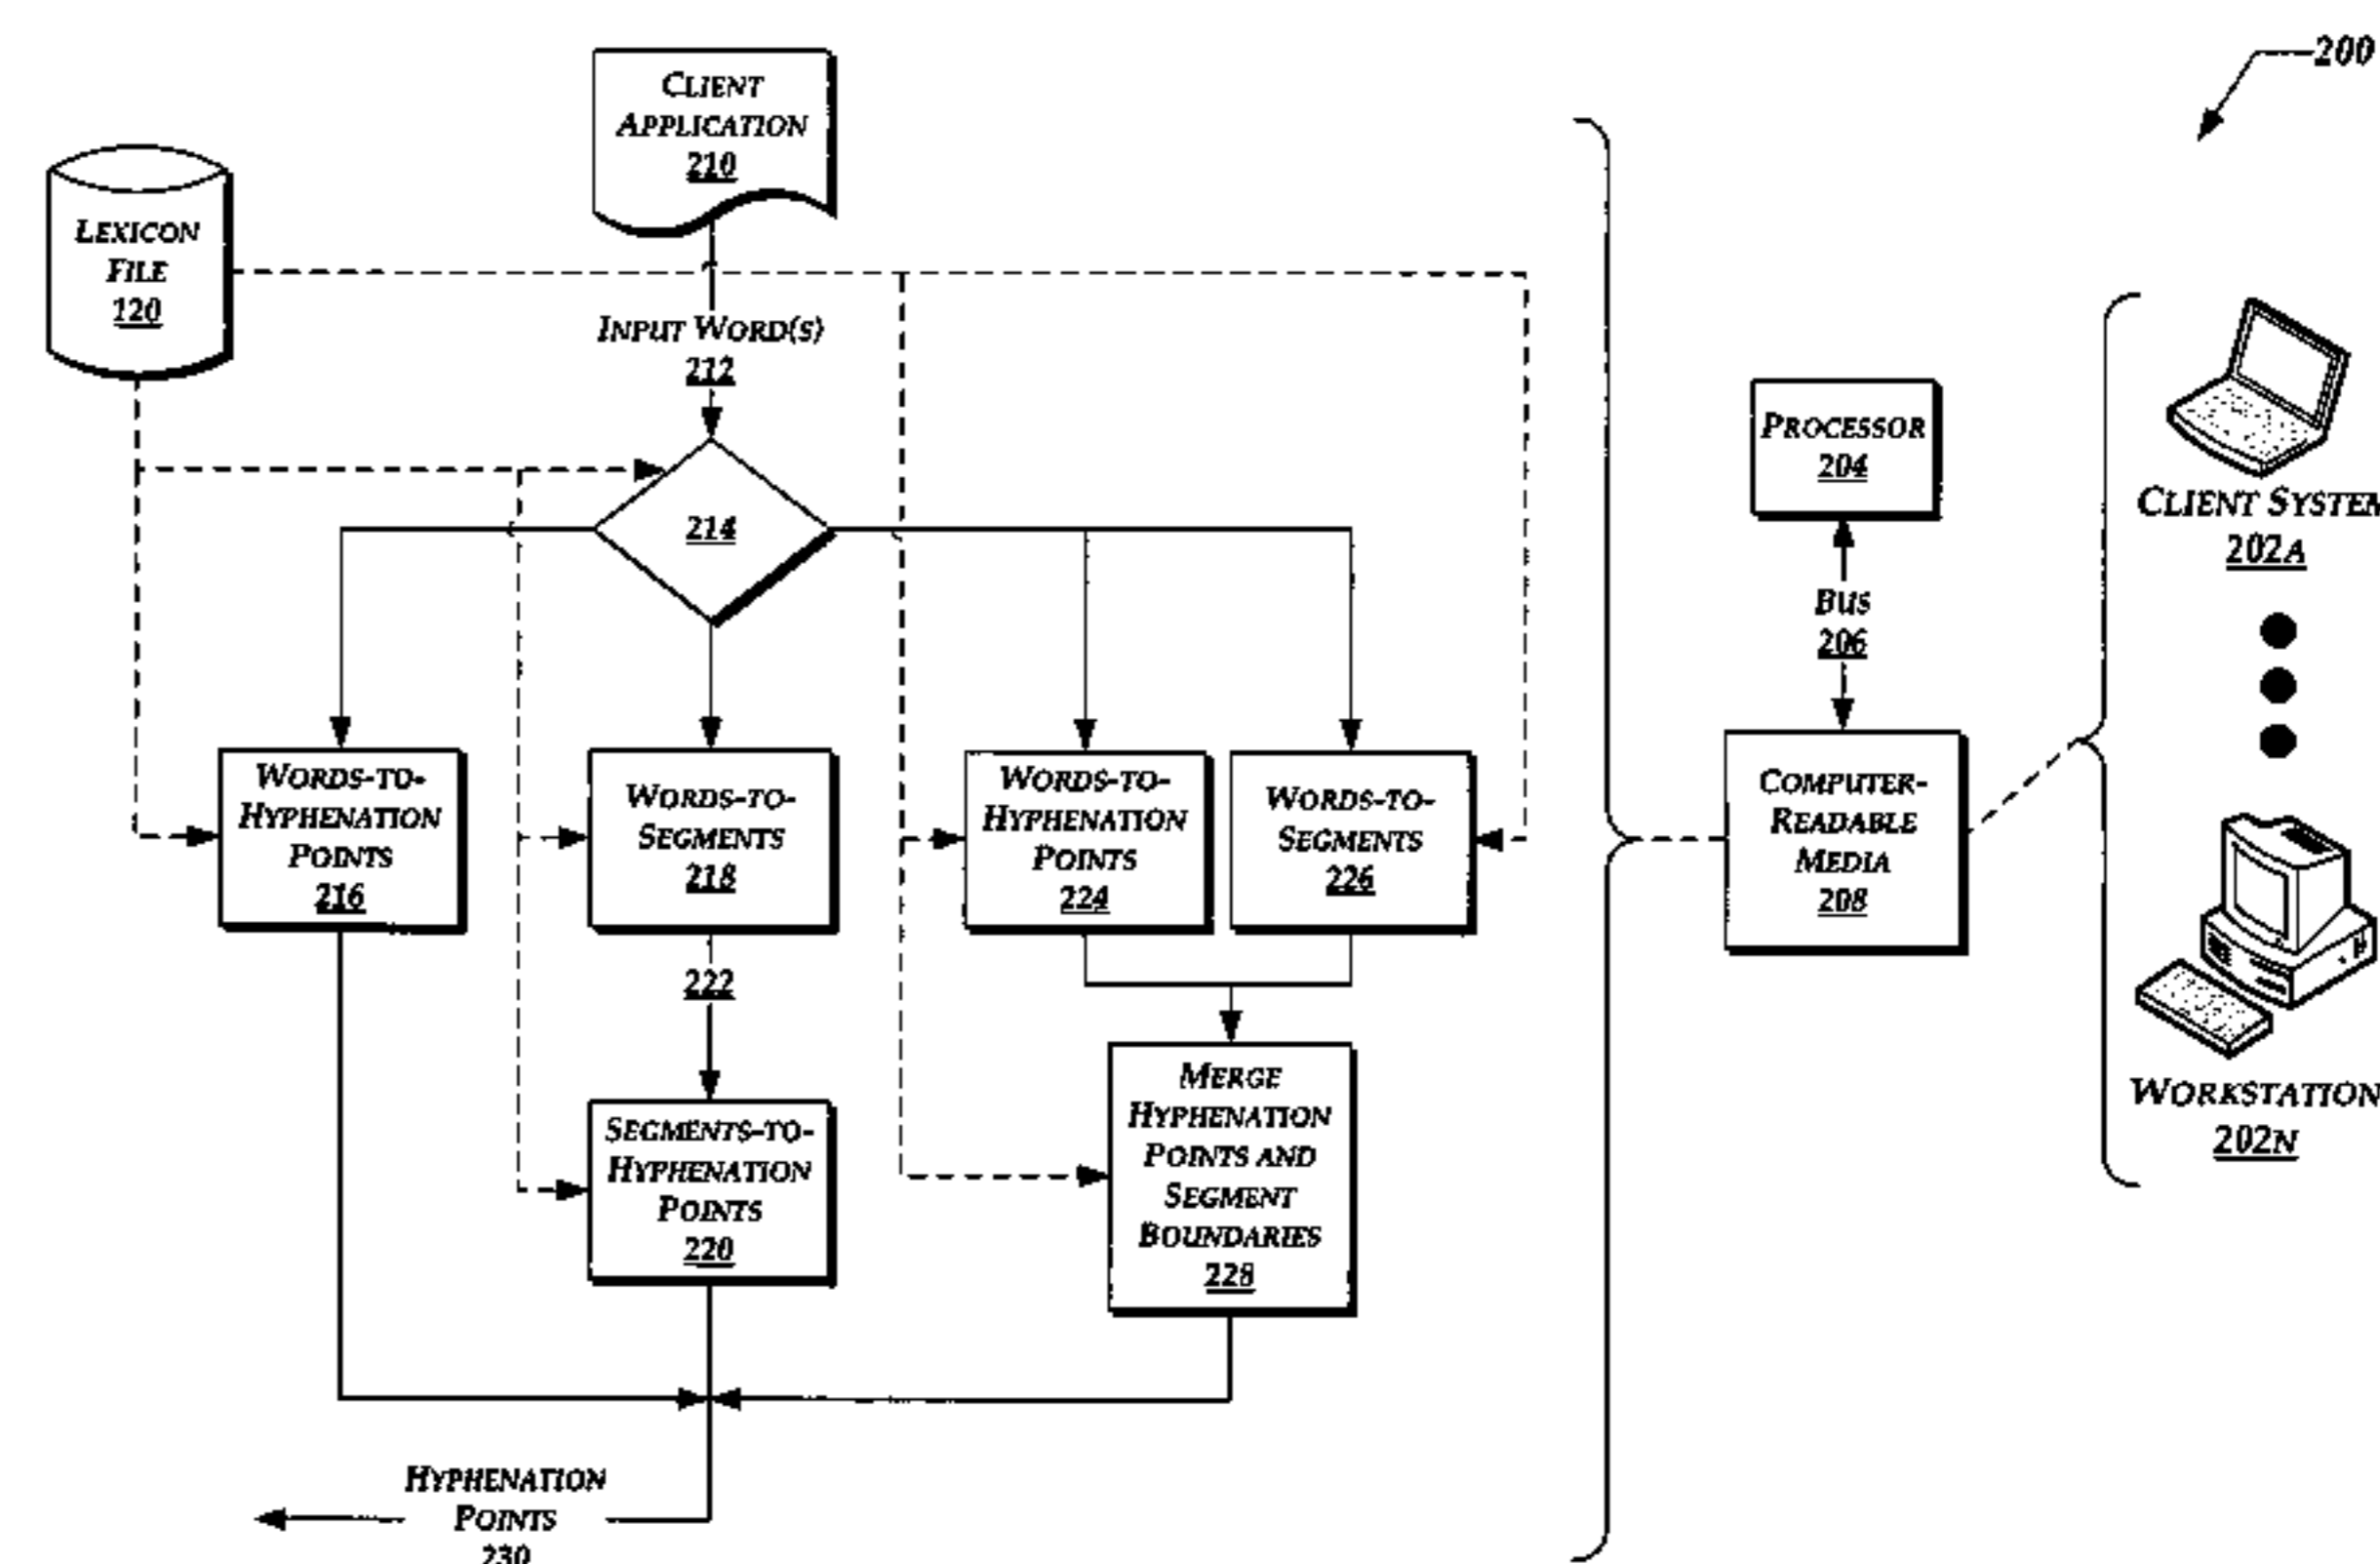 200
CLIENT
APPLICATION
210
LEXICON
FILE
120
INPUT WORD(S)
212
PROCESSOR
204
CLIENT SYSTEM
202A
214
BUS
206
WORDS-TO-
HYPHENATION
POINTS
216
WORDS-TO-
SEGMENTS
218
WORDS-TO-
HYPHENATION
POINTS
224
WORDS-TO-
SEGMENTS
226
COMPUTER-
READABLE
MEDIA
208
222
SEGMENTS-TO-
HYPHENATION
POINTS
220
MERGE
HYPHENATION
POINTS AND
SEGMENT
BOUNDARIES
228
WORKSTATION
202N
HYPHENATION
POINTS
230